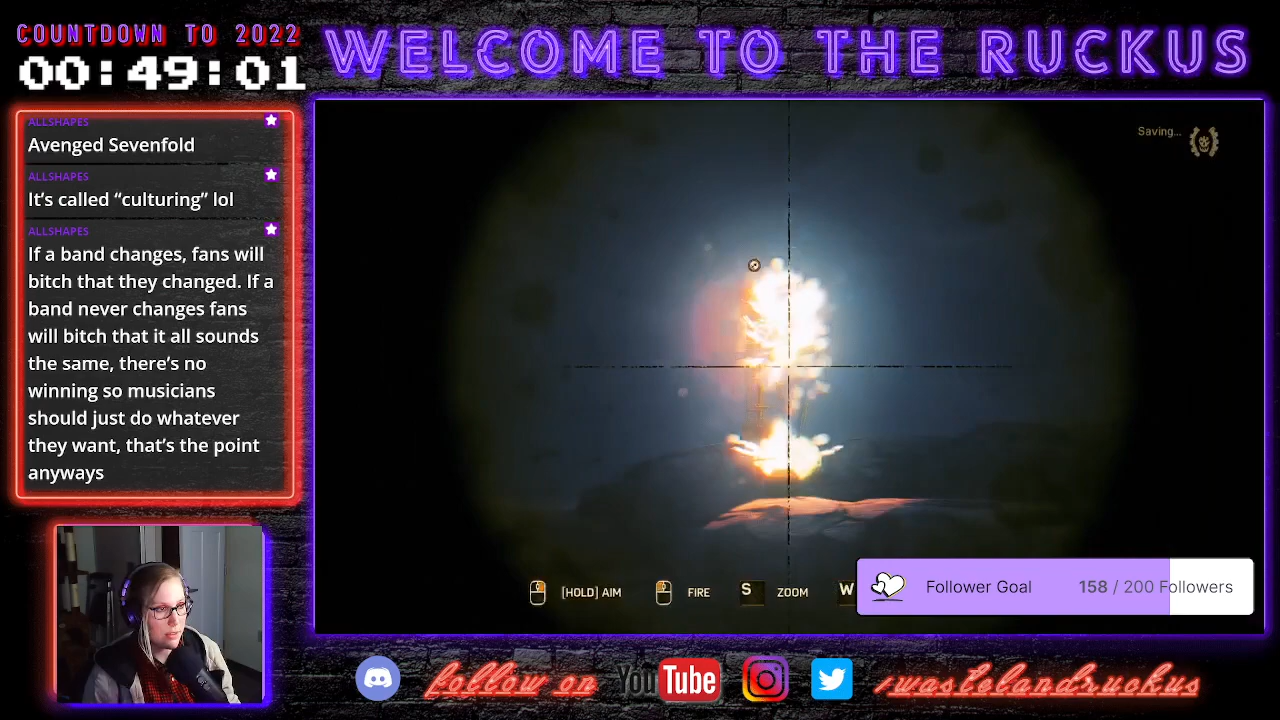 COUNTDOWN TO 2022
00:49:01
WELCOME TO THE RUCKUS
ALLSHAPES
Avenged Sevenfold
ALLSHAPES
It's called “culturing” lol
ALLSHAPES
If a band changes, fans will
bitch that they changed. If a
band never changes fans
will bitch that it all sounds
the same, there's no
winning so musicians
should just do whatever
they want, that's the point
anyways
Saving...
[HOLD] AIM
FIRE
S ZOOM
W
Follower Goal 158 / 200 Followers
follow on YouTube /wastelandruckus